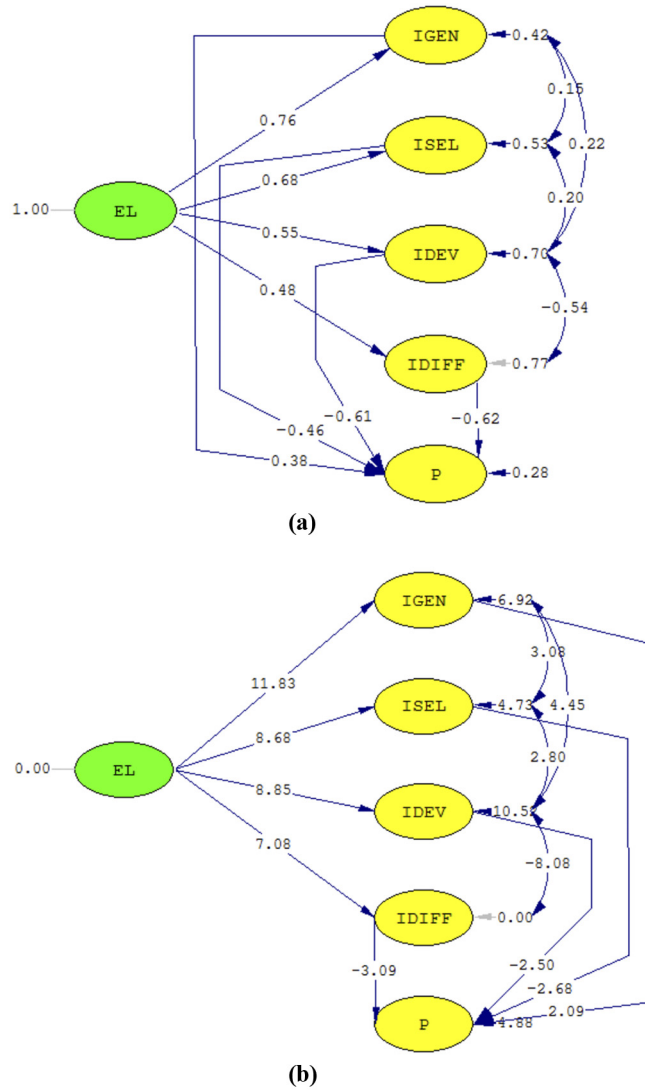 IGEN 0.42
0.15
0.76
ISEL 0.53 0.22
0.68
1.00 EL 0.20
0.55
IDEV 0.70
0.48 -0.54
IDIFF 0.77
-0.61 -0.62
-0.46
0.38 P 0.28
(a)
IGEN 6.92
3.08
11.83
ISEL 4.73 4.45
8.68
2.80
0.00 EL
8.85
IDEV
7.08 -8.08
IDIFF 0.00
-3.09 -2.50
-2.68
P 4.88 2.09
(b)